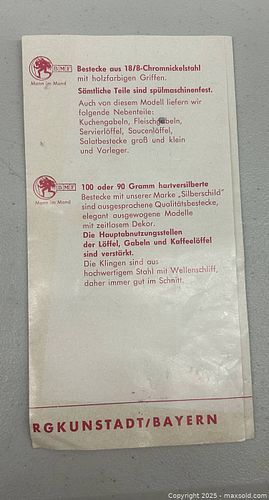 BMF
Mann im Mond
Bestecke aus 18/8-Chromnickelstahl
mit holzfarbigen Griffen.
Sämtliche Teile sind spülmaschinenfest.
Auch von diesem Modell liefern wir
folgende Nebenteile:
Kuchengabeln, Fleischgabeln,
Servierlöffel, Saucenlöffel,
Salatbestecke groß und klein
und Vorleger.
BMF
Mann im Mond
100 oder 90 Gramm hartversilberte
Bestecke mit unserer Marke „Silberschild"
sind ausgesprochene Qualitätsbestecke,
elegant ausgewogene Modelle
mit zeitlosem Dekor.
Die Hauptabnutzungsstellen
der Löffel, Gabeln und Kaffeelöffel
sind verstärkt.
Die Klingen sind aus
hochwertigem Stahl mit Wellenschliff,
daher immer gut im Schnitt.
RGKUNSTADT/BAYERN
Copyright 2025 - maxsold.com